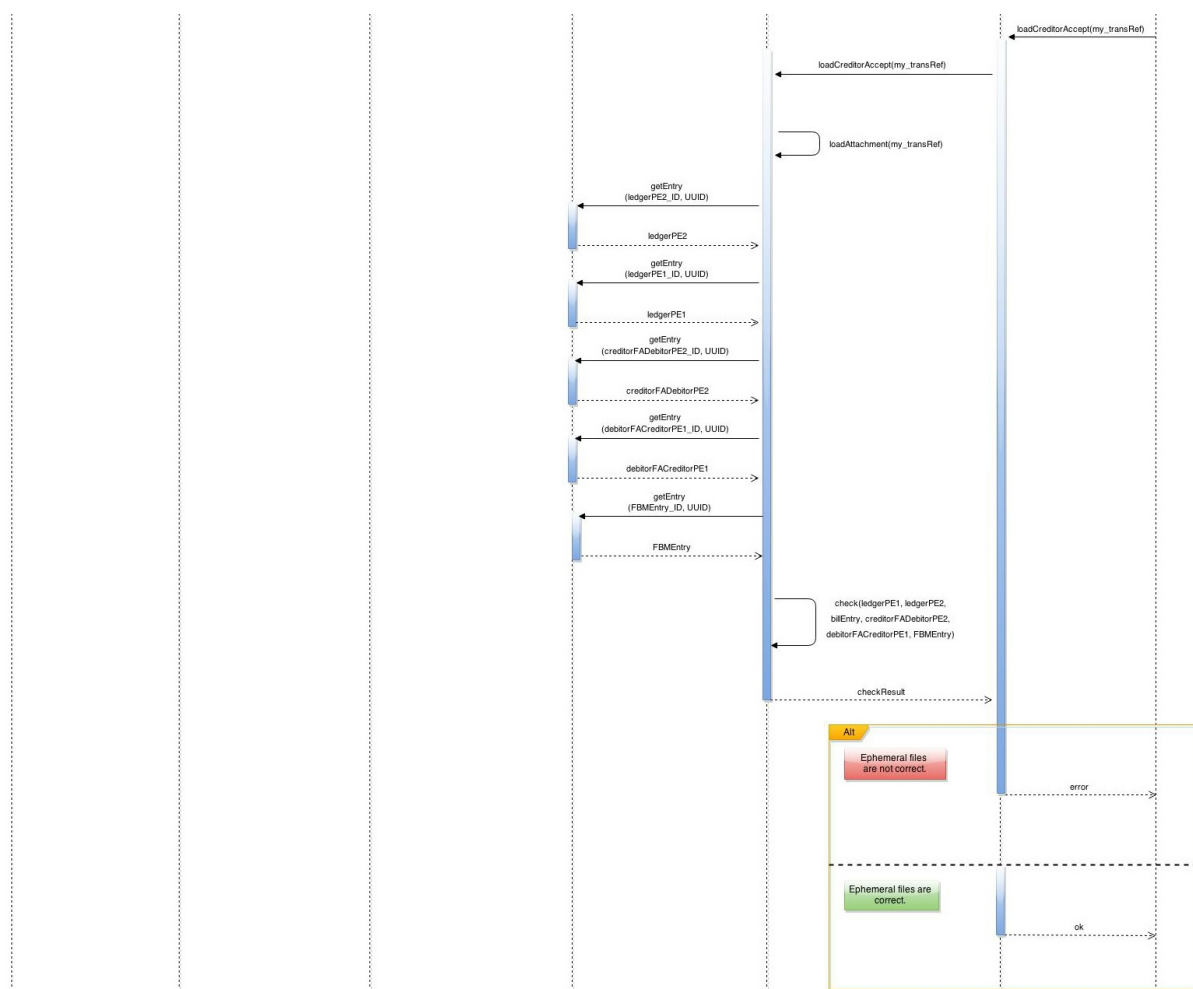 loadCreditorAccept(my_transRef)
loadCreditorAccept(my_transRef)
loadAttachment(my_transRef)
getEntry
(ledgerPE2_ID, UUID)
ledgerPE2
getEntry
(ledgerPE1_ID, UUID)
ledgerPE1
getEntry
(creditorFADebitorPE2_ID, UUID)
creditorFADebitorPE2
getEntry
(debitorFACreditorPE1_ID, UUID)
debitorFACreditorPE1
getEntry
(FBMEntry_ID, UUID)
FBMEntry
check(ledgerPE1, ledgerPE2,
billEntry, creditorFADebitorPE2,
debitorFACreditorPE1, FBMEntry)
checkResult
Alt
Ephemeral files
are not correct.
error
Ephemeral files are
correct.
ok